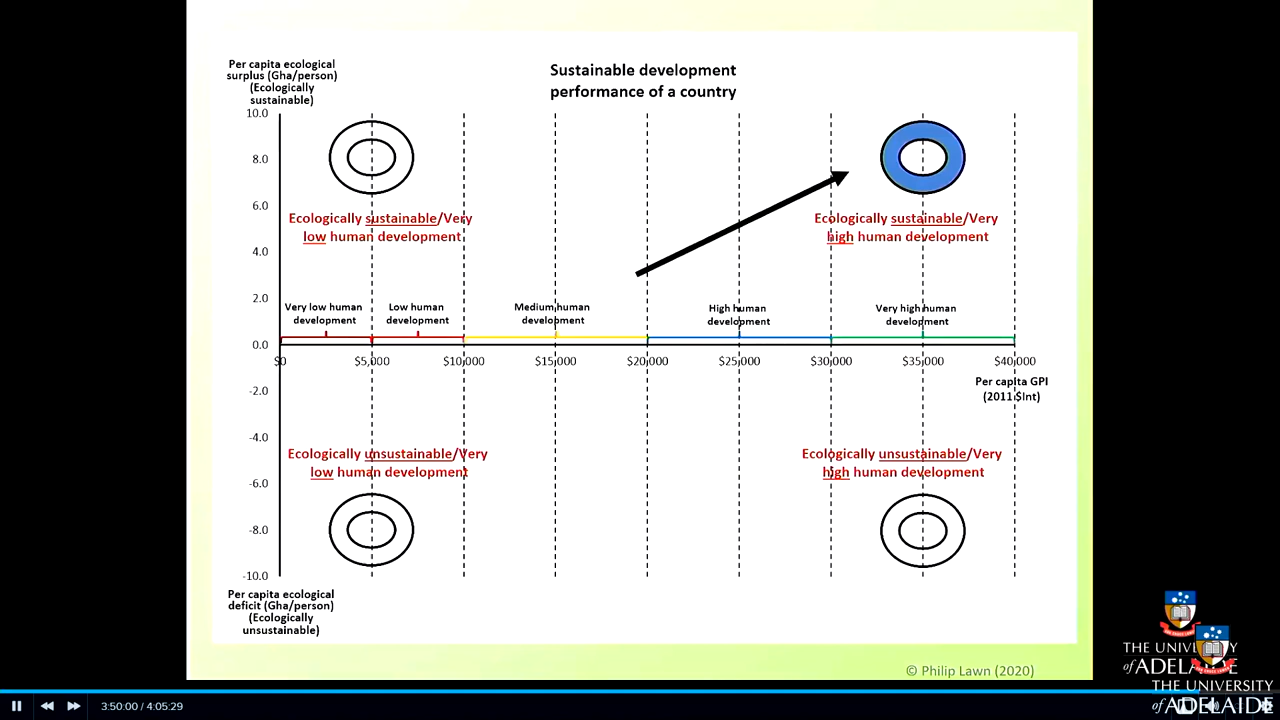 Per capita ecological
surplus (Gha/person)
(Ecologically
sustainable)
Sustainable development
performance of a country
10.0
8.0
6.0
4.0
2.0
0.0
-2.0
-4.0
-6.0
-8.0
-10.0
Ecologically sustainable/Very
low human development
Ecologically sustainable/Very
high human development
Very low human
development
Low human
development
Medium human
development
High human
development
Very high human
development
$0
$5,000
$10,000
$15,000
$20,000
$25,000
$30,000
$35,000
$40,000
Per capita GPI
(2011 $Int)
Ecologically unsustainable/Very
low human development
Ecologically unsustainable/Very
high human development
Per capita ecological
deficit (Gha/person)
(Ecologically
unsustainable)
© Philip Lawn (2020)
THE UNIVERSITY
of ADELAIDE
THE UNIVERSITY
of ADELAIDE
3:50:00 / 4:05:29